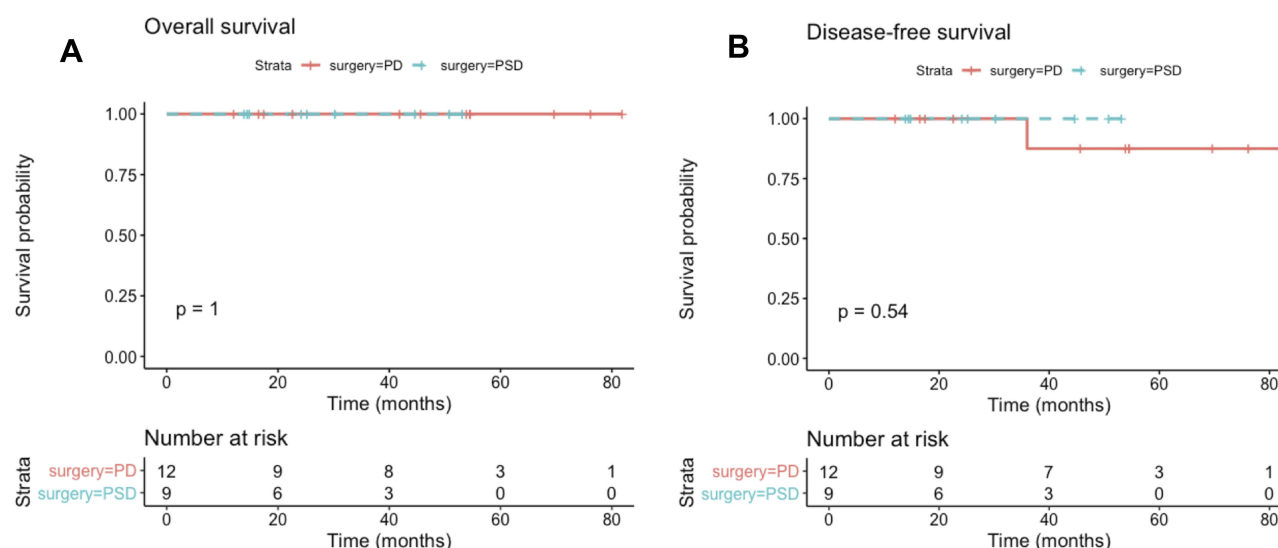 A
Overall survival
Strata surgery=PD surgery=PSD
Survival probability
1.00
0.75
0.50
0.25
0.00
p = 1
0 20 40 60 80
Time (months)
Number at risk
Strata
surgery=PD 12 9 8 3 1
surgery=PSD 9 6 3 0 0
0 20 40 60 80
Time (months)
B
Disease-free survival
Strata surgery=PD surgery=PSD
Survival probability
1.00
0.75
0.50
0.25
0.00
p = 0.54
0 20 40 60 80
Time (months)
Number at risk
Strata
surgery=PD 12 9 7 3 1
surgery=PSD 9 6 3 0 0
0 20 40 60 80
Time (months)